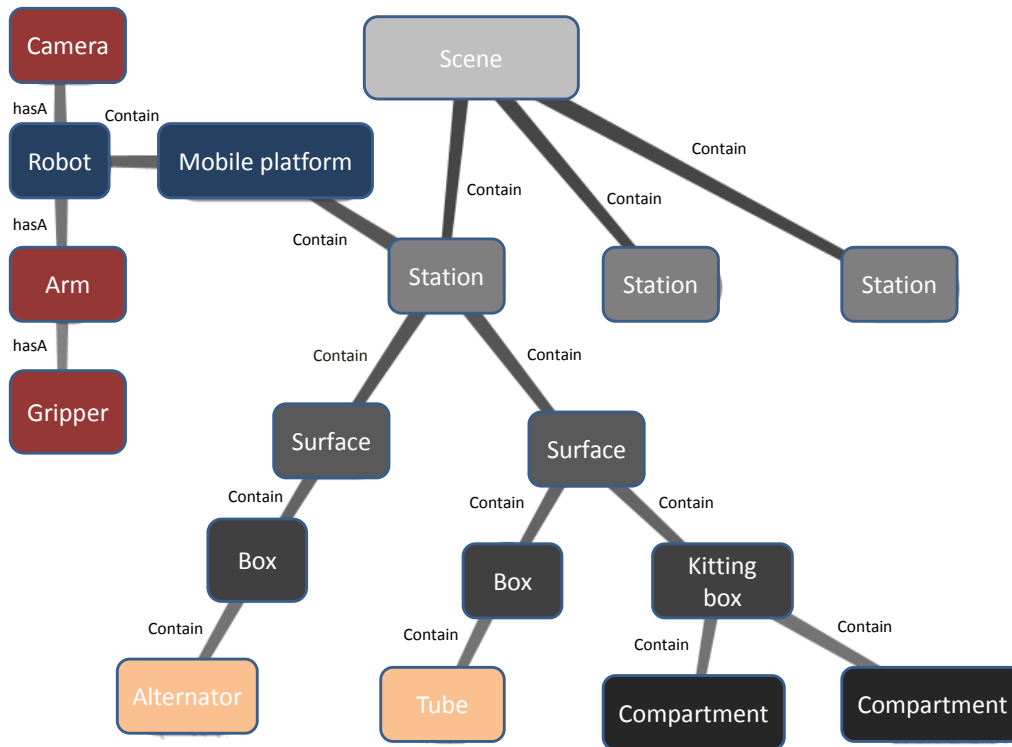 Camera
Scene
hasA
Contain
Robot
Mobile platform
Contain
Contain
Contain
hasA
Contain
Arm
Station
Station
Station
hasA
Contain
Contain
Gripper
Surface
Surface
Contain
Contain
Contain
Box
Box
Kitting
box
Contain
Contain
Contain
Contain
Alternator
Tube
Compartment
Compartment